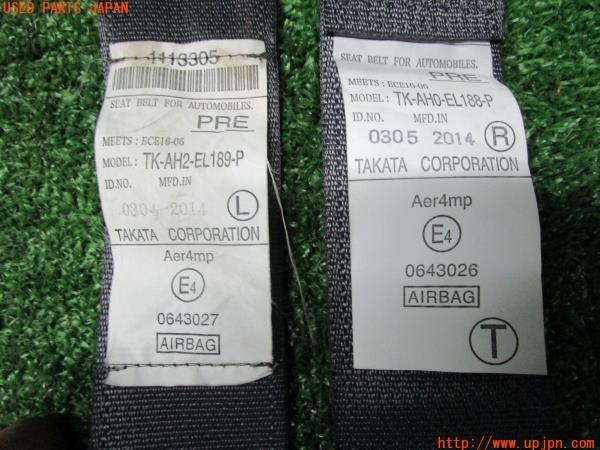 USED PARTS JAPAN
1113305
SEAT BELT FOR AUTOMOBILES.
PRE
MEETS: ECE16-06
MODEL: TK-AH2-EL189-P
ID.NO. MFD.IN
0304 2014 L
TAKATA CORPORATION
Aer4mp
E4
0643027
AIRBAG
SEAT BELT FOR AUTOMOBILES.
PRE
MEETS: ECE16-06
MODEL: TK-AH0-EL188-P
ID.NO. MFD.IN
0305 2014 R
TAKATA CORPORATION
Aer4mp
E4
0643026
AIRBAG
T
http://www.upjpn.com/